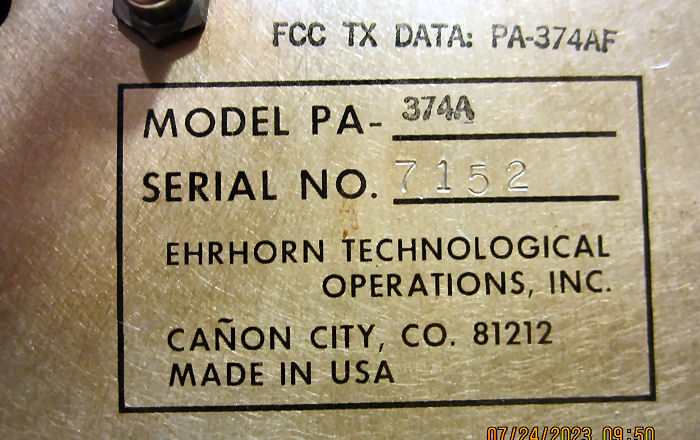 FCC TX DATA: PA-374AF
MODEL PA- 374A
SERIAL NO. 7152
EHRHORN TECHNOLOGICAL
OPERATIONS, INC.
CAÑON CITY, CO. 81212
MADE IN USA
07/24/2023 09:50